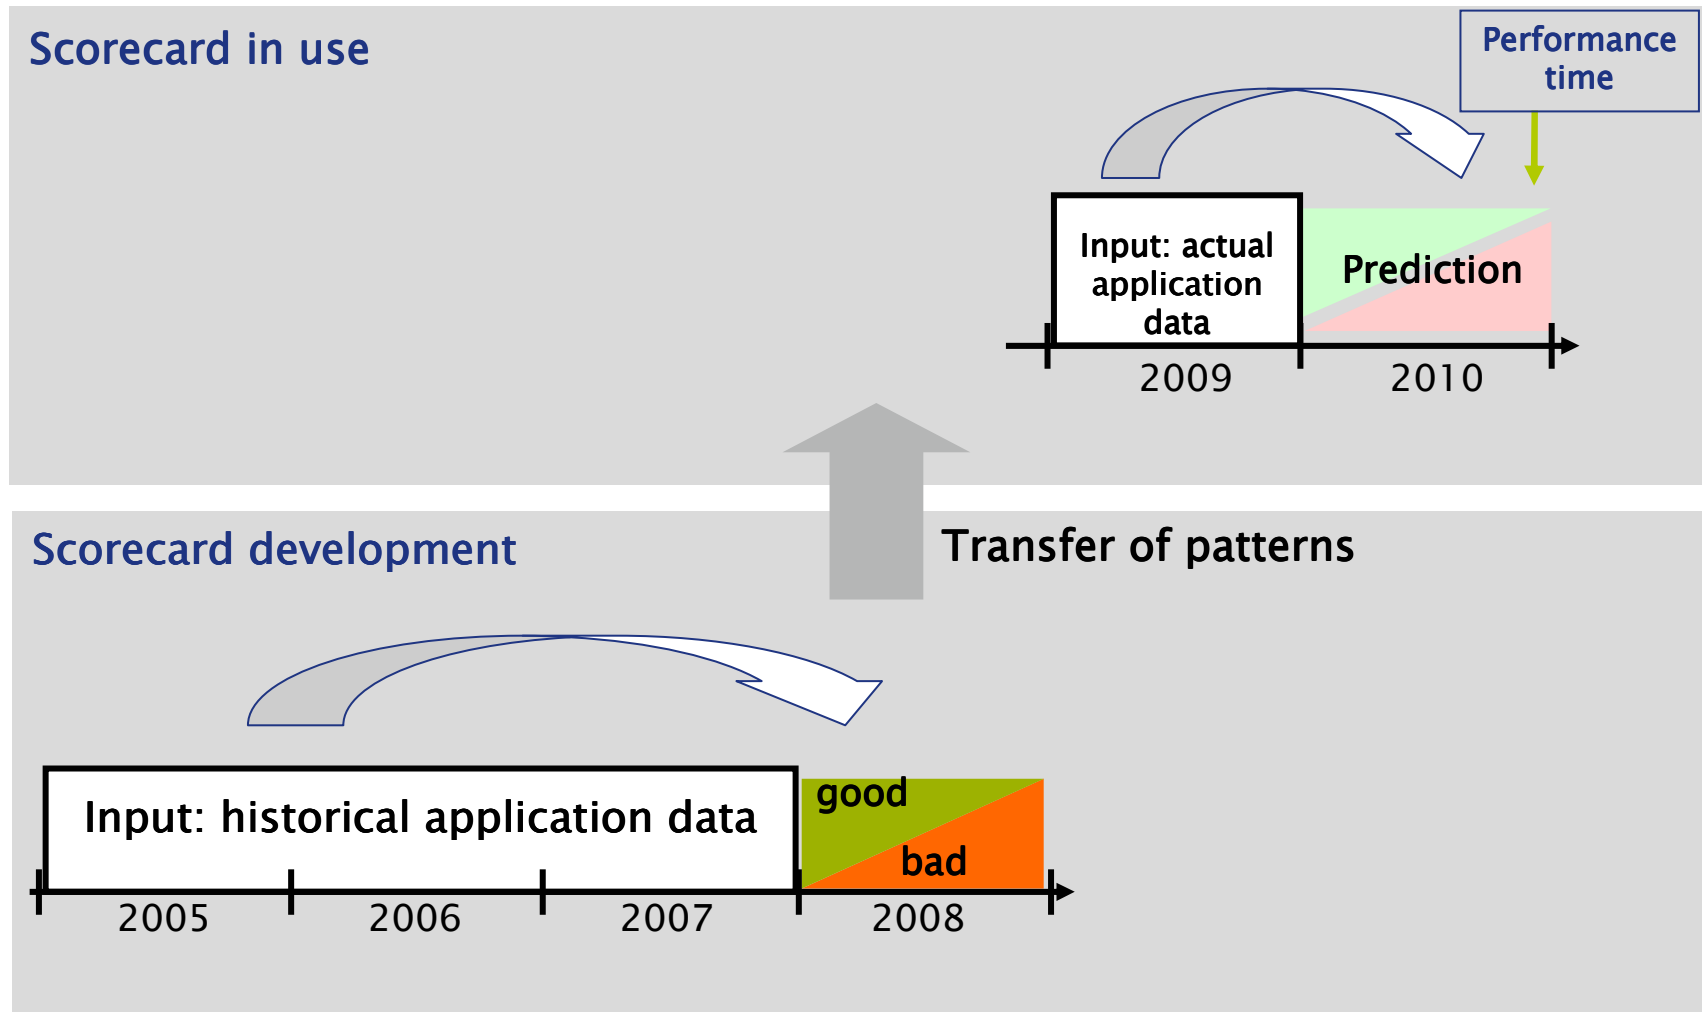 Scorecard in use
Performance
time
Input: actual
application
data
Prediction
2009 2010
Scorecard development
Transfer of patterns
Input: historical application data
good
bad
2005 2006 2007 2008